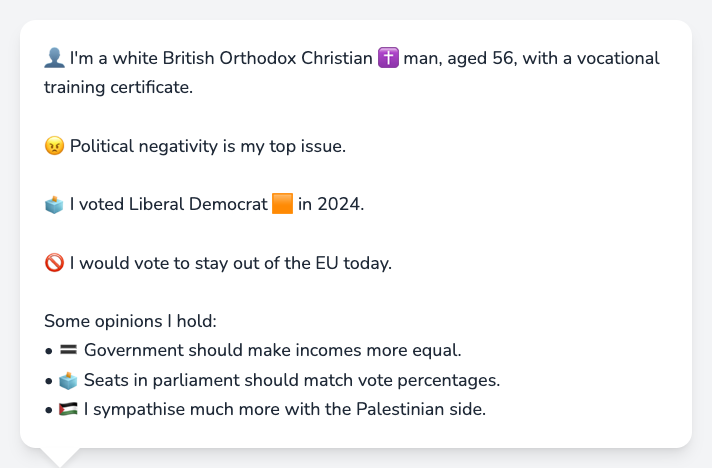 👤 I'm a white British Orthodox Christian ✝️ man, aged 56, with a vocational
training certificate.
😠 Political negativity is my top issue.
🗳️ I voted Liberal Democrat 🟧 in 2024.
🚫 I would vote to stay out of the EU today.
Some opinions I hold:
• 🟰 Government should make incomes more equal.
• 🗳️ Seats in parliament should match vote percentages.
• 🇵🇸 I sympathise much more with the Palestinian side.